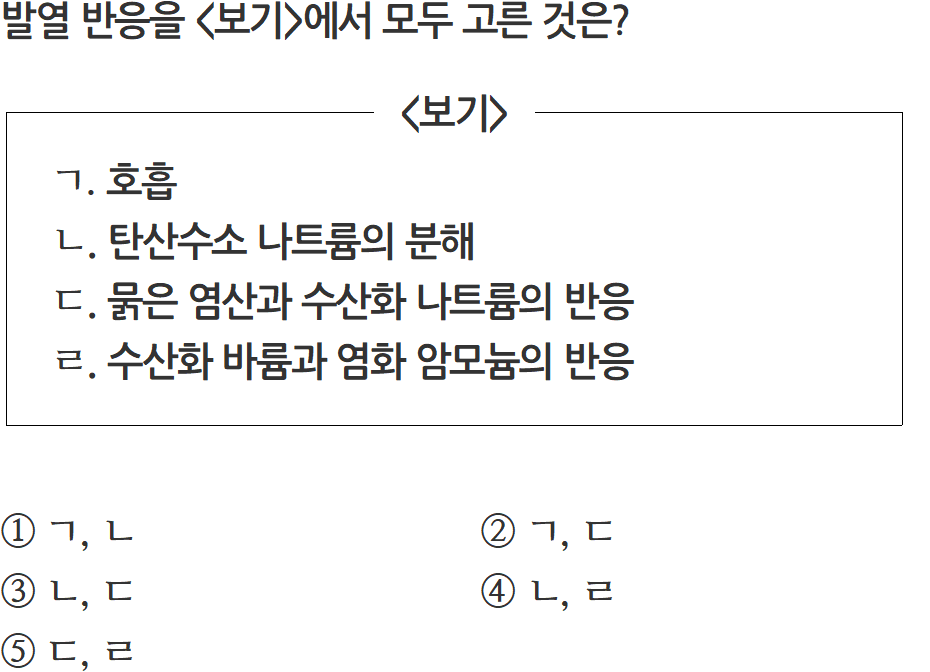 발열 반응을 <보기>에서 모두 고른 것은?
<보기>
ㄱ. 호흡
ㄴ. 탄산수소 나트륨의 분해
ㄷ. 묽은 염산과 수산화 나트륨의 반응
ㄹ. 수산화 바륨과 염화 암모늄의 반응
① ㄱ, ㄴ ② ㄱ, ㄷ
③ ㄴ, ㄷ ④ ㄴ, ㄹ
⑤ ㄷ, ㄹ